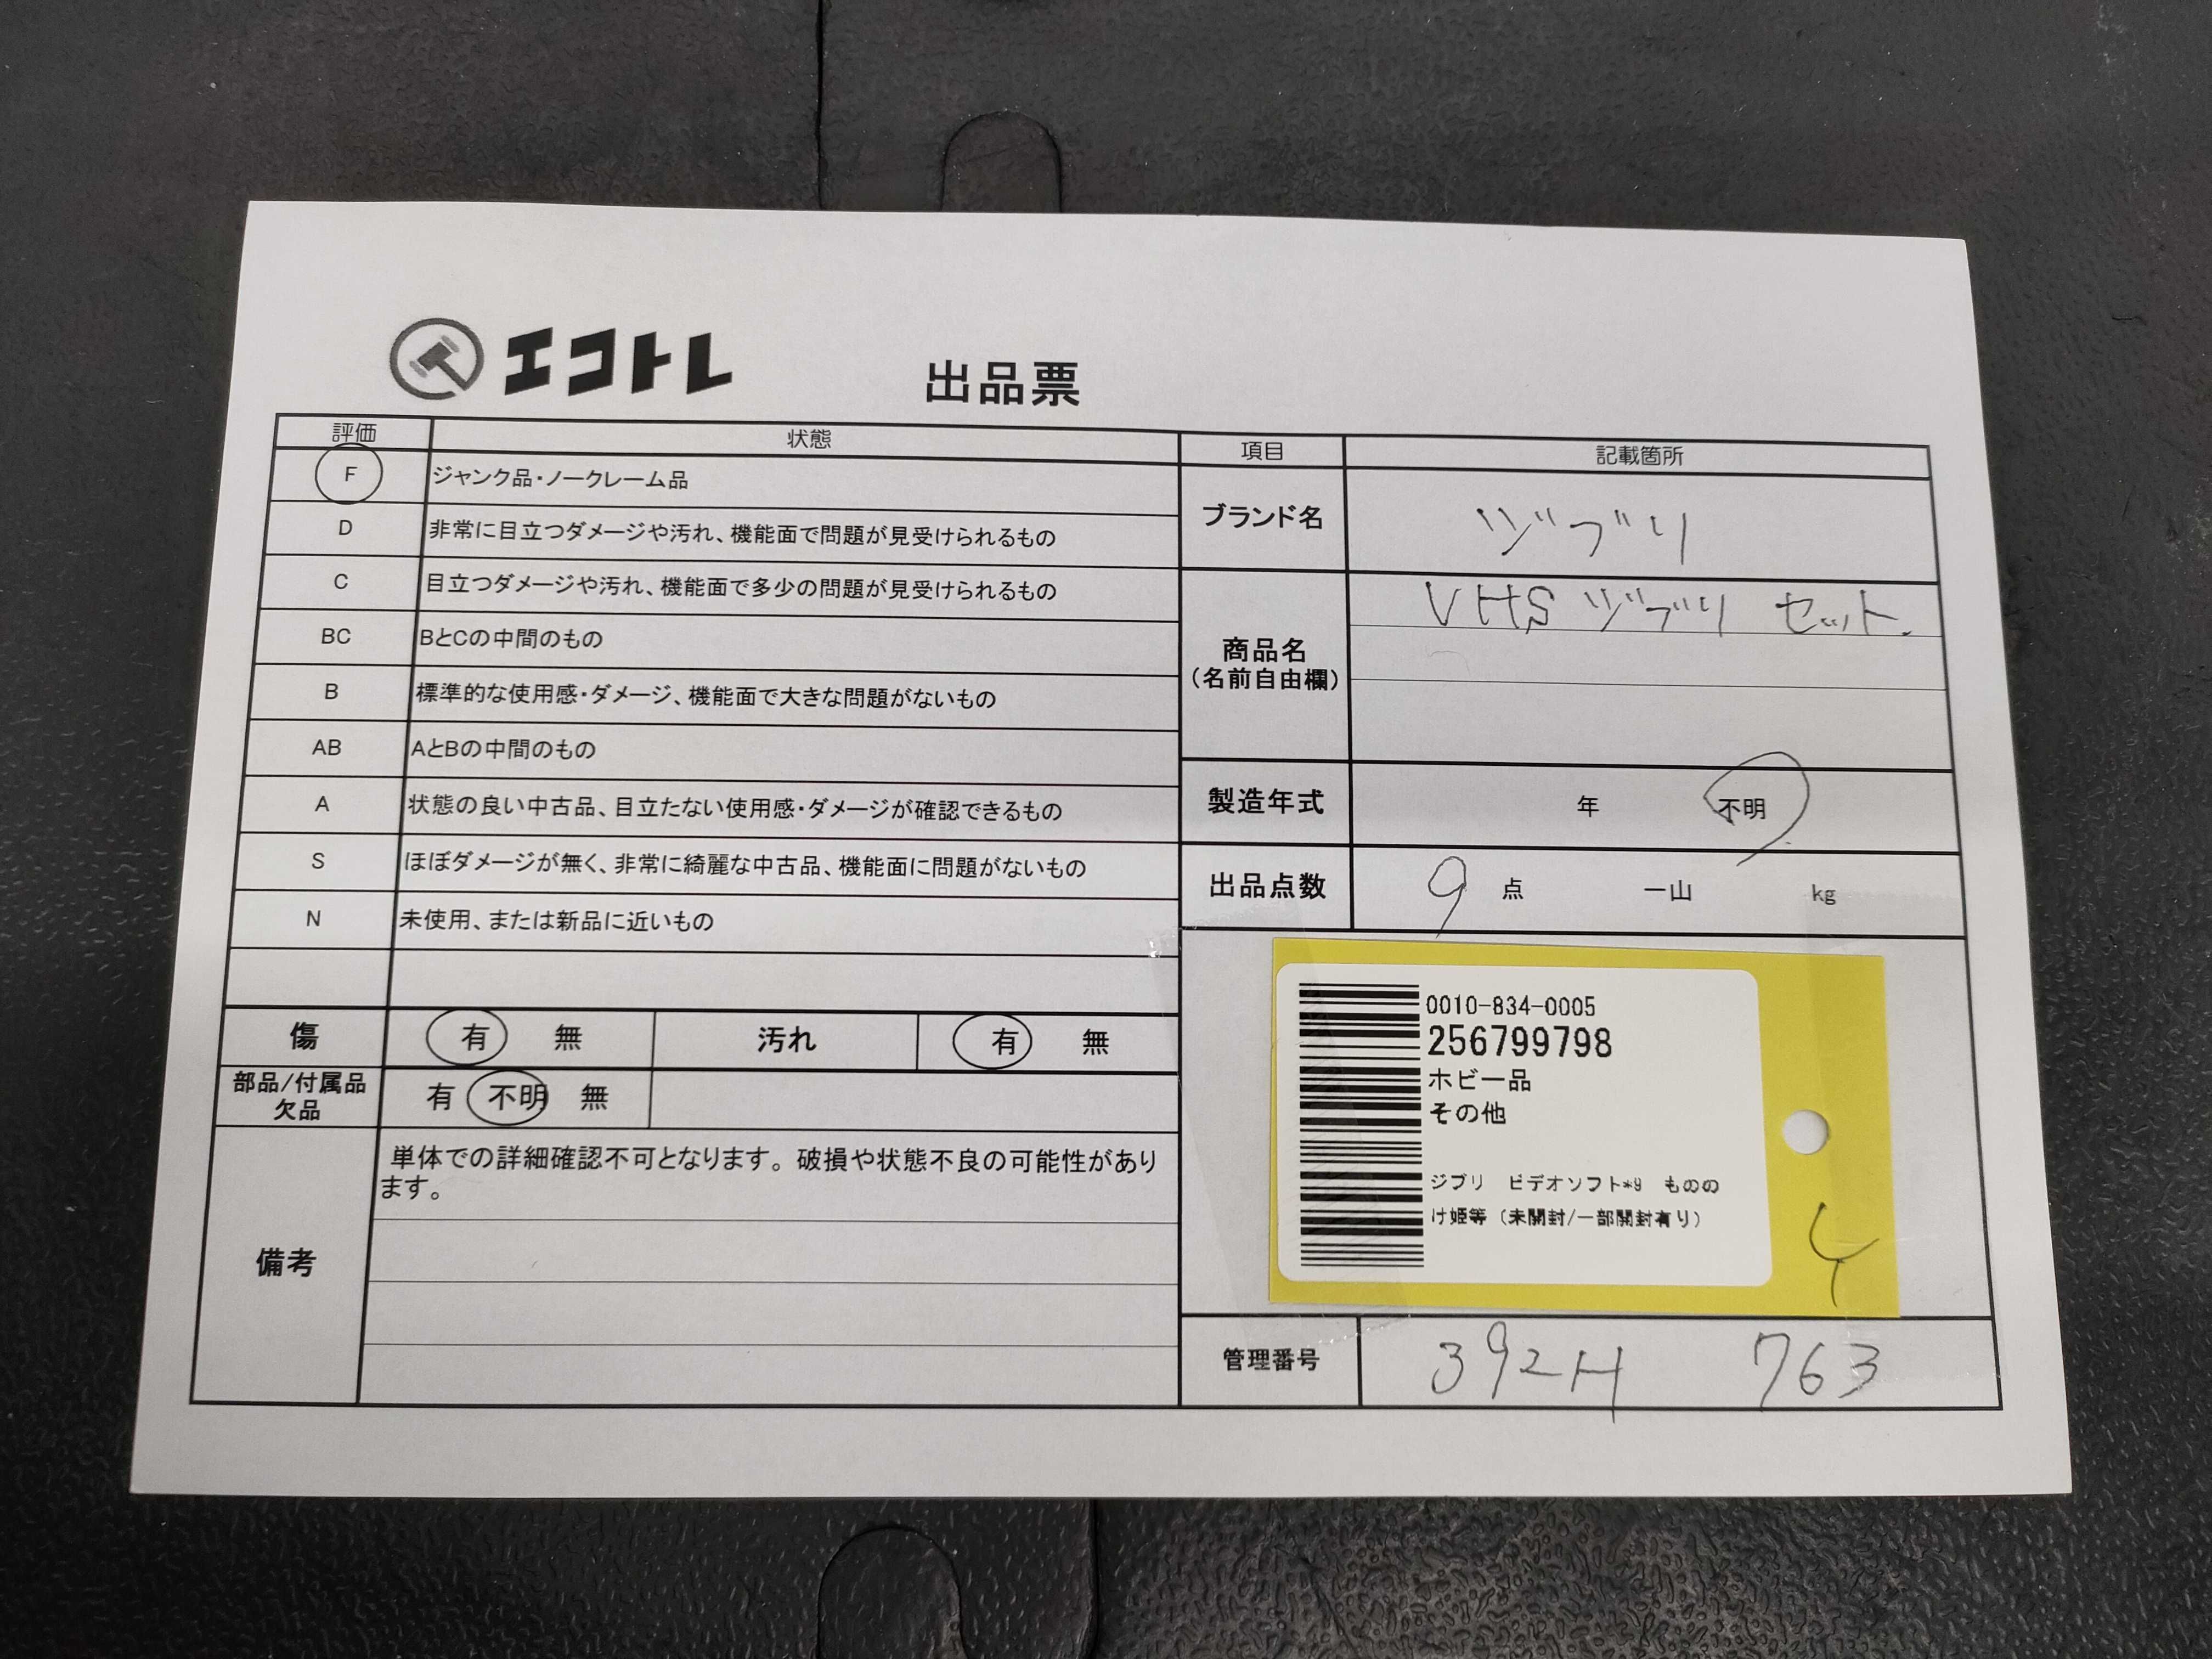 エコトレ
出品票
評価 状態
F ジャンク品・ノークレーム品
D 非常に目立つダメージや汚れ、機能面で問題が見受けられるもの
C 目立つダメージや汚れ、機能面で多少の問題が見受けられるもの
BC BとCの中間のもの
B 標準的な使用感・ダメージ、機能面で大きな問題がないもの
AB AとBの中間のもの
A 状態の良い中古品、目立たない使用感・ダメージが確認できるもの
S ほぼダメージが無く、非常に綺麗な中古品、機能面に問題がないもの
N 未使用、または新品に近いもの
傷 有 無 汚れ 有 無
部品/付属品
欠品
有 不明 無
備考
単体での詳細確認不可となります。破損や状態不良の可能性があり
ます。
項目 記載箇所
ブランド名 ジブリ
商品名
(名前自由欄)
VHS ジブリ セット.
製造年式 年 不明
出品点数 9 点 一山 kg
0010-834-0005
256799798
ホビー品
その他
ジブリ ビデオソフト*9 ものの
け姫等(未開封/一部開封有り)
管理番号 392H 763